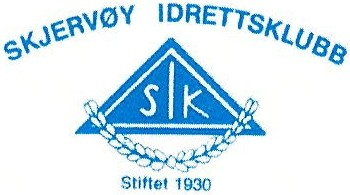 SKJERVØY IDRETTSKLUBB
SIK
Stiftet 1930